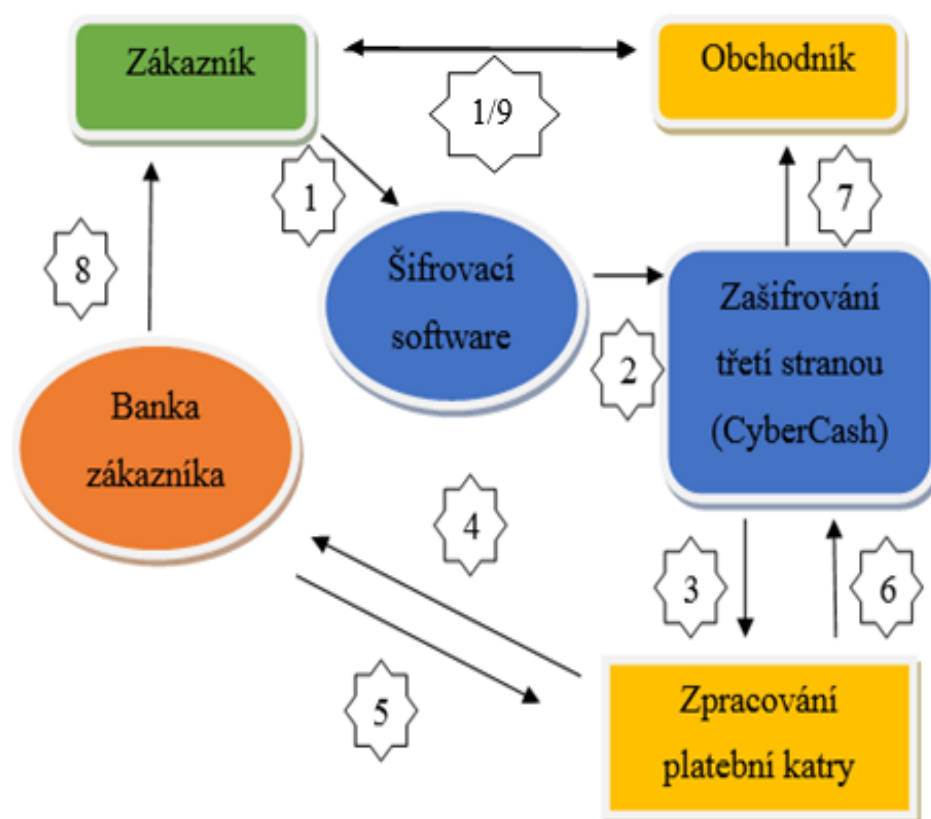 Zákazník
Obchodník
1/9
1
7
8
Šifrovací
software
Zašifrování
třetí stranou
(CyberCash)
2
Banka
zákazníka
4
3
6
5
Zpracování
platební katry